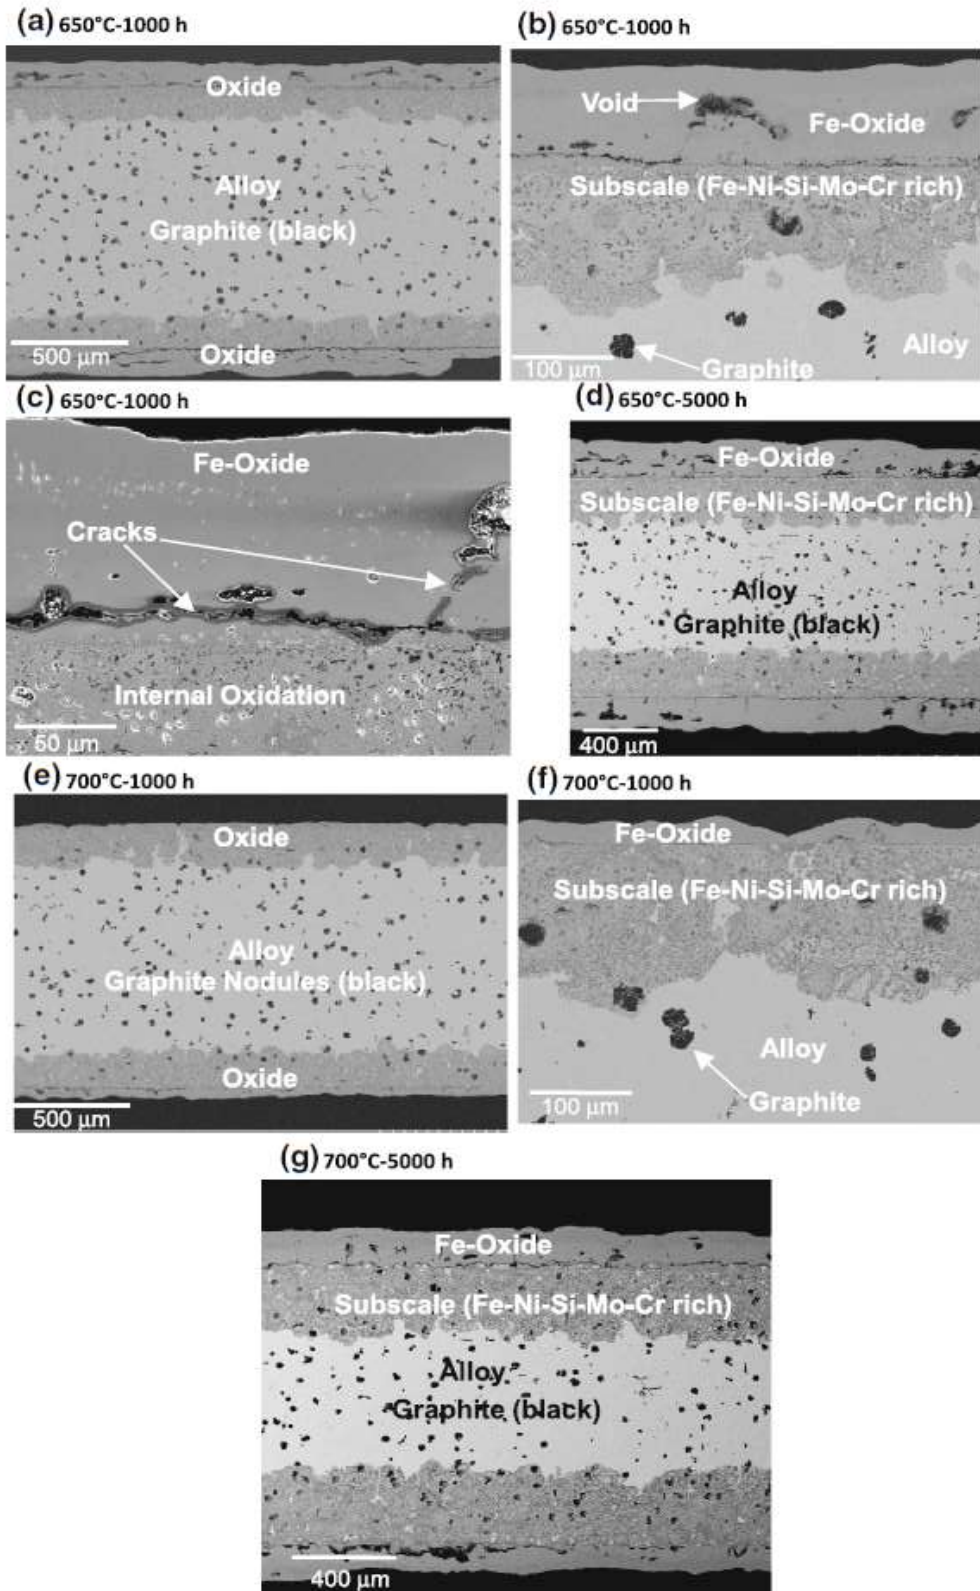 (a) 650°C-1000 h
Oxide
Alloy
Graphite (black)
500 µm
Oxide
(b) 650°C-1000 h
Void
Fe-Oxide
Subscale (Fe-Ni-Si-Mo-Cr rich)
Alloy
100 µm
Graphite
(c) 650°C-1000 h
Fe-Oxide
Cracks
Internal Oxidation
50 µm
(d) 650°C-5000 h
Fe-Oxide
Subscale (Fe-Ni-Si-Mo-Cr rich)
Alloy
Graphite (black)
400 µm
(e) 700°C-1000 h
Oxide
Alloy
Graphite Nodules (black)
Oxide
500 µm
(f) 700°C-1000 h
Fe-Oxide
Subscale (Fe-Ni-Si-Mo-Cr rich)
Alloy
100 µm
Graphite
(g) 700°C-5000 h
Fe-Oxide
Subscale (Fe-Ni-Si-Mo-Cr rich)
Alloy
Graphite (black)
400 µm